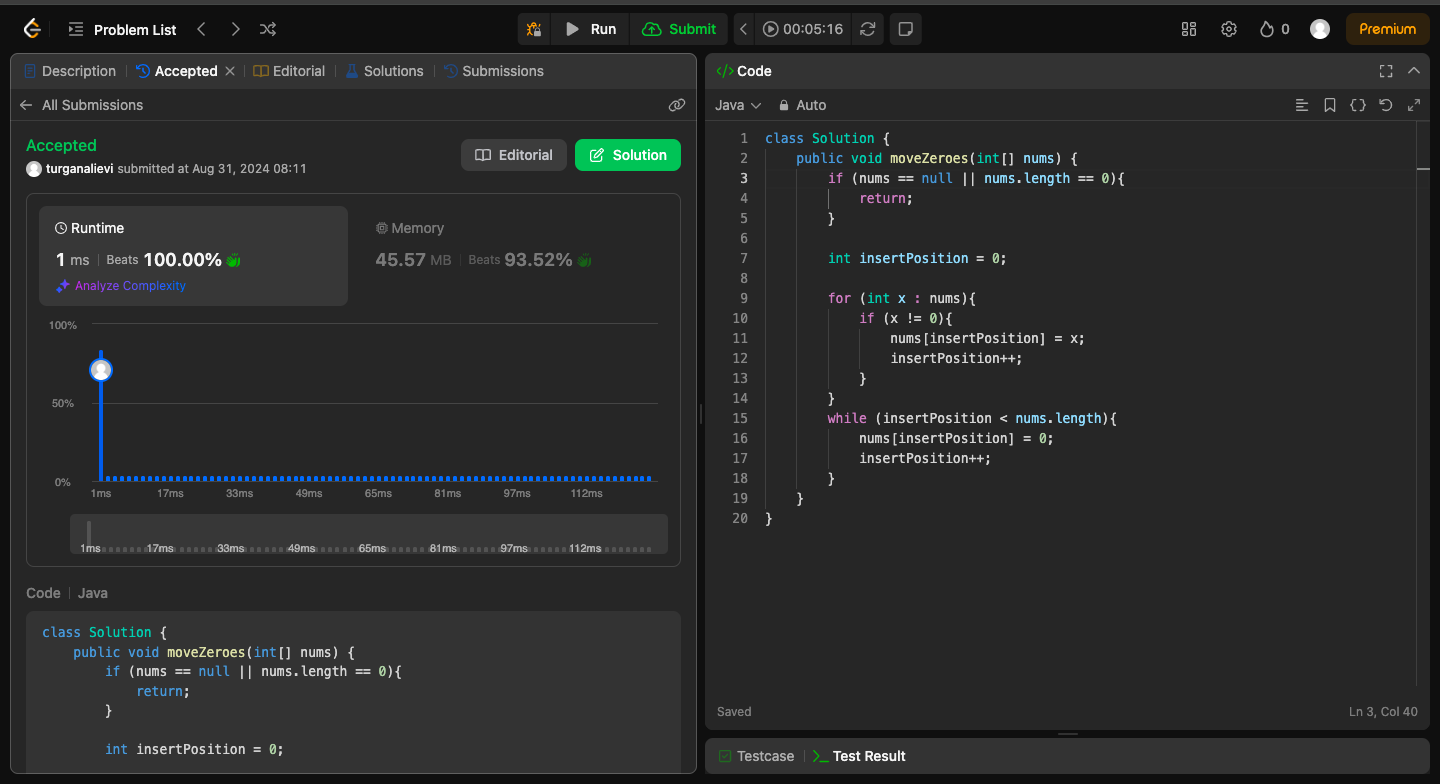 Problem List
Run
Submit
00:05:16
0
Premium
Description
Accepted
Editorial
Solutions
Submissions
All Submissions
Accepted
turganalievi submitted at Aug 31, 2024 08:11
Editorial
Solution
Runtime
1 ms Beats 100.00%
Analyze Complexity
Memory
45.57 MB Beats 93.52%
100%
50%
0%
1ms 17ms 33ms 49ms 65ms 81ms 97ms 112ms
1ms 17ms 33ms 49ms 65ms 81ms 97ms 112ms
Code Java
class Solution {
    public void moveZeroes(int[] nums) {
        if (nums == null || nums.length == 0){
            return;
        }
        int insertPosition = 0;
</> Code
Java
Auto
1 class Solution {
2     public void moveZeroes(int[] nums) {
3         if (nums == null || nums.length == 0){
4             return;
5         }
6
7         int insertPosition = 0;
8
9         for (int x : nums){
10             if (x != 0){
11                 nums[insertPosition] = x;
12                 insertPosition++;
13             }
14         }
15         while (insertPosition < nums.length){
16             nums[insertPosition] = 0;
17             insertPosition++;
18         }
19     }
20 }
Saved
Ln 3, Col 40
Testcase
Test Result